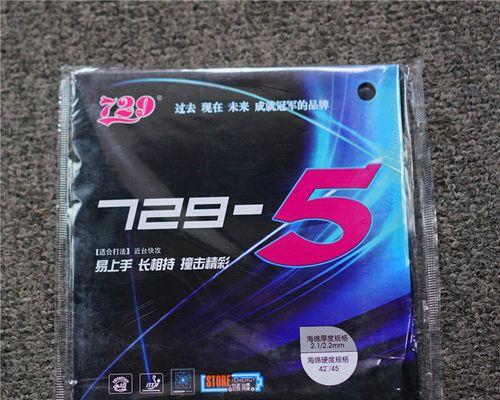 729®
过去 现在 未来 成就冠军的品牌
729-5
【适合打法】近台快攻
易上手 长相持 撞击精彩
海绵厚度规格
2.1/2.2mm
海绵硬度规格
42°/45°
ITTF
STORE ENERGY